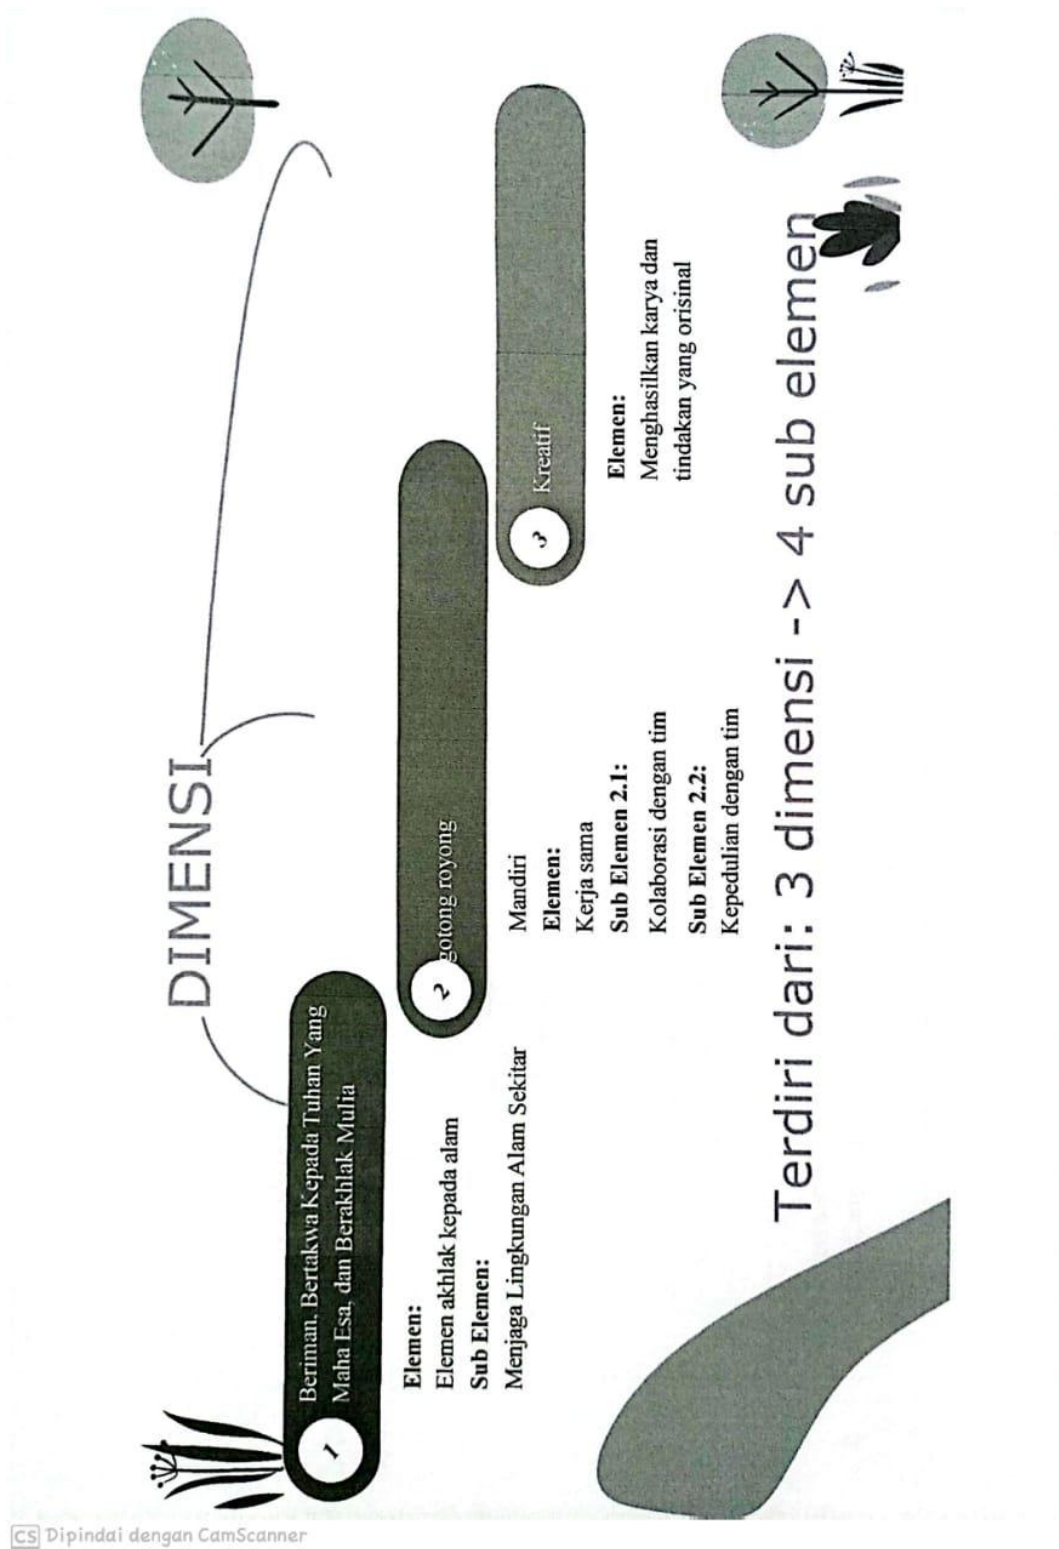 DIMENSI
1
Beriman, Bertakwa Kepada Tuhan Yang
Maha Esa, dan Berakhlak Mulia
Elemen:
Elemen akhlak kepada alam
Sub Elemen:
Menjaga Lingkungan Alam Sekitar
2
gotong royong
Mandiri
Elemen:
Kerja sama
Sub Elemen 2.1:
Kolaborasi dengan tim
Sub Elemen 2.2:
Kepedulian dengan tim
3
Kreatif
Elemen:
Menghasilkan karya dan
tindakan yang orisinal
Terdiri dari: 3 dimensi -> 4 sub elemen
CS Dipindai dengan CamScanner